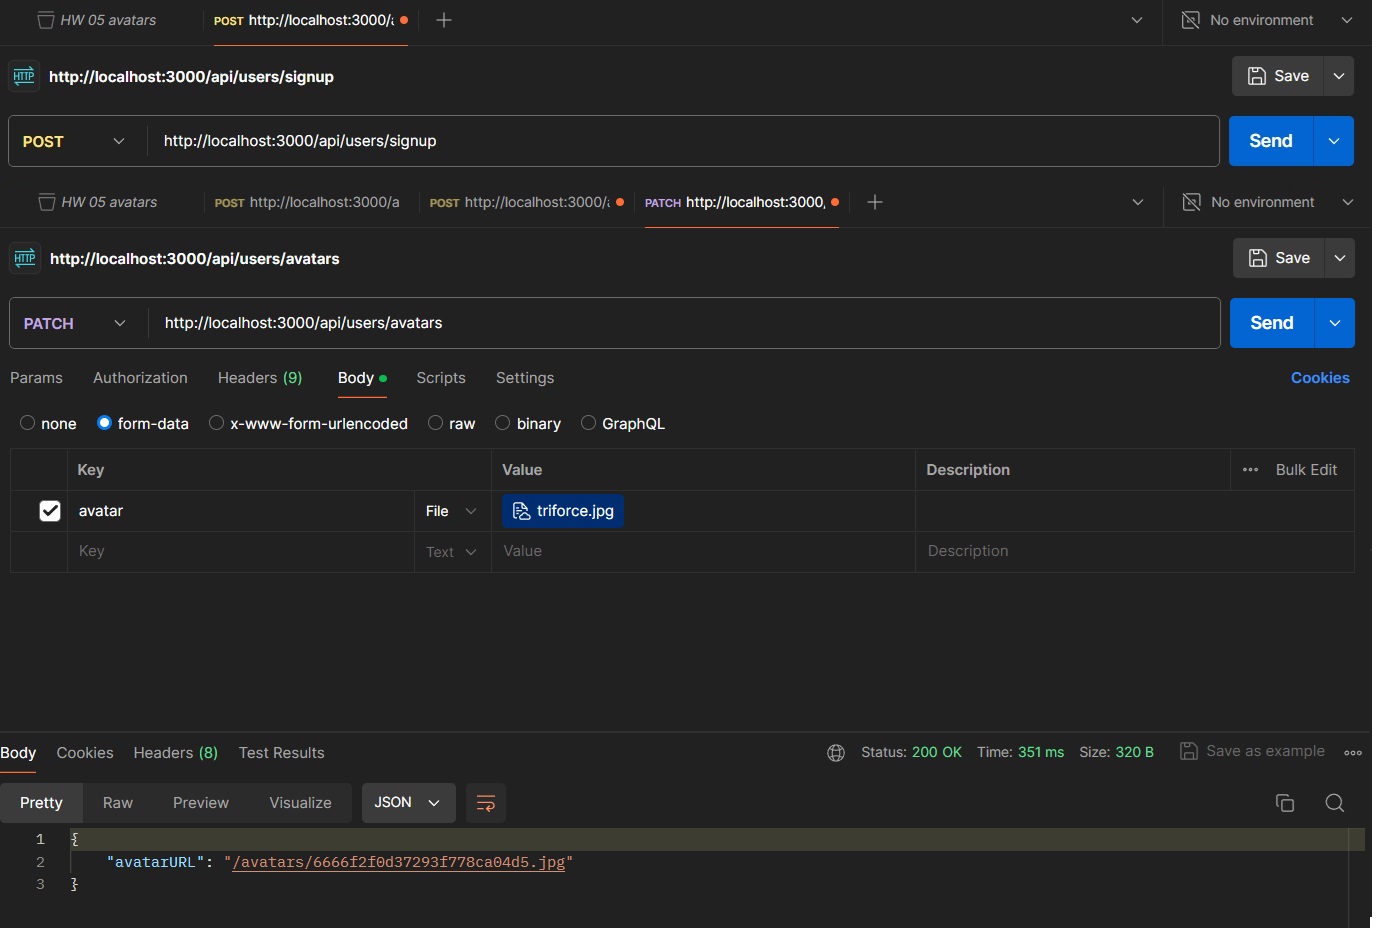 HW 05 avatars POST http://localhost:3000/a No environment
HTTP http://localhost:3000/api/users/signup Save
POST http://localhost:3000/api/users/signup Send
HW 05 avatars POST http://localhost:3000/a POST http://localhost:3000/a PATCH http://localhost:3000, No environment
HTTP http://localhost:3000/api/users/avatars Save
PATCH http://localhost:3000/api/users/avatars Send
Params Authorization Headers (9) Body Scripts Settings Cookies
none form-data x-www-form-urlencoded raw binary GraphQL
Key Value Description Bulk Edit
avatar File triforce.jpg
Key Text Value Description
Body Cookies Headers (8) Test Results Status: 200 OK Time: 351 ms Size: 320 B Save as example
Pretty Raw Preview Visualize JSON
1 {
2 "avatarURL": "/avatars/6666f2f0d37293f778ca04d5.jpg"
3 }